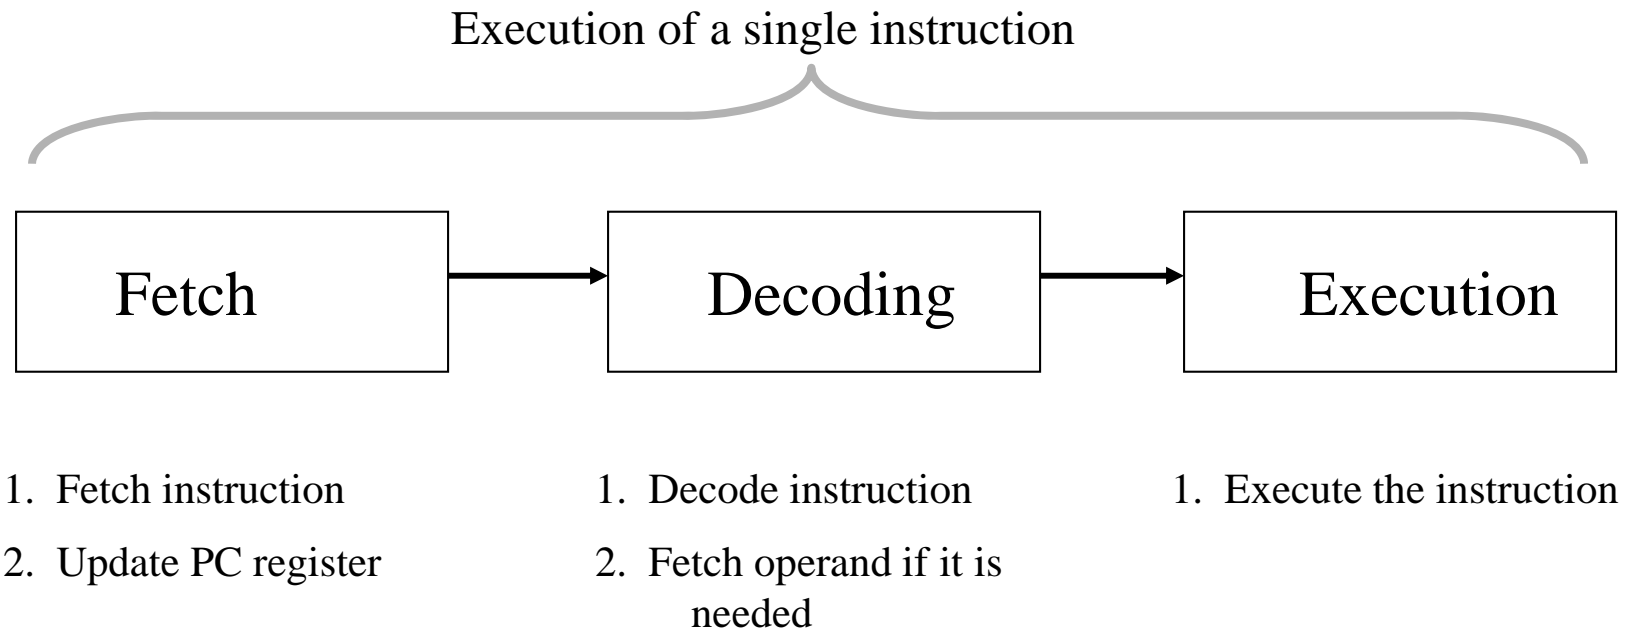 Execution of a single instruction
Fetch
Decoding
Execution
1. Fetch instruction
2. Update PC register
1. Decode instruction
2. Fetch operand if it is
needed
1. Execute the instruction